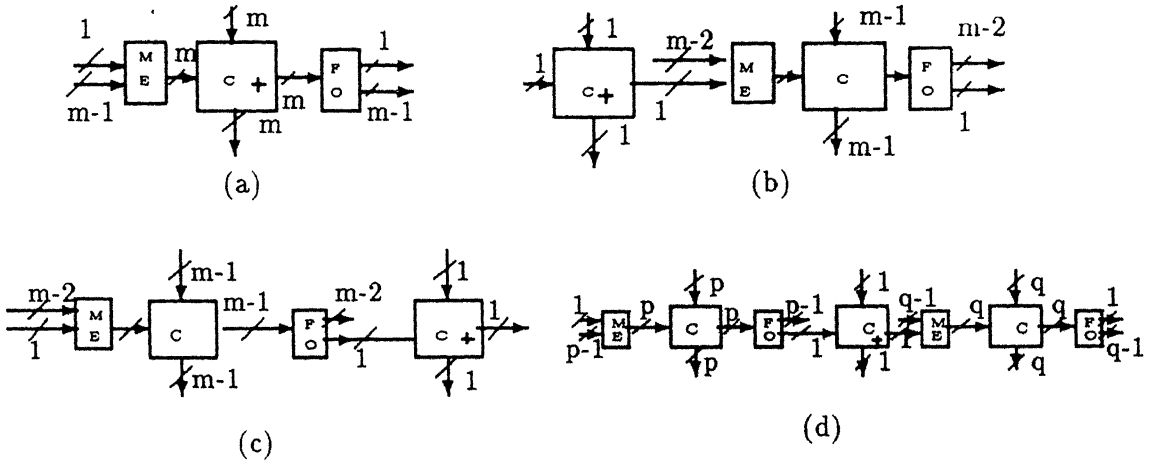 1 m M E m C + m F O 1
m-1 m m-1
(a)
1 m-2 M E m-1 C F O m-2
1 C + 1 1 m-1 1
(b)
m-2 M E m-1 C m-1 F O m-2 1 C + 1
1 m-1 1 1
(c)
1 M E p p C p F O p-1 1 C + q-1 M E q q C q F O 1
p-1 p 1 1 1 q q-1
(d)